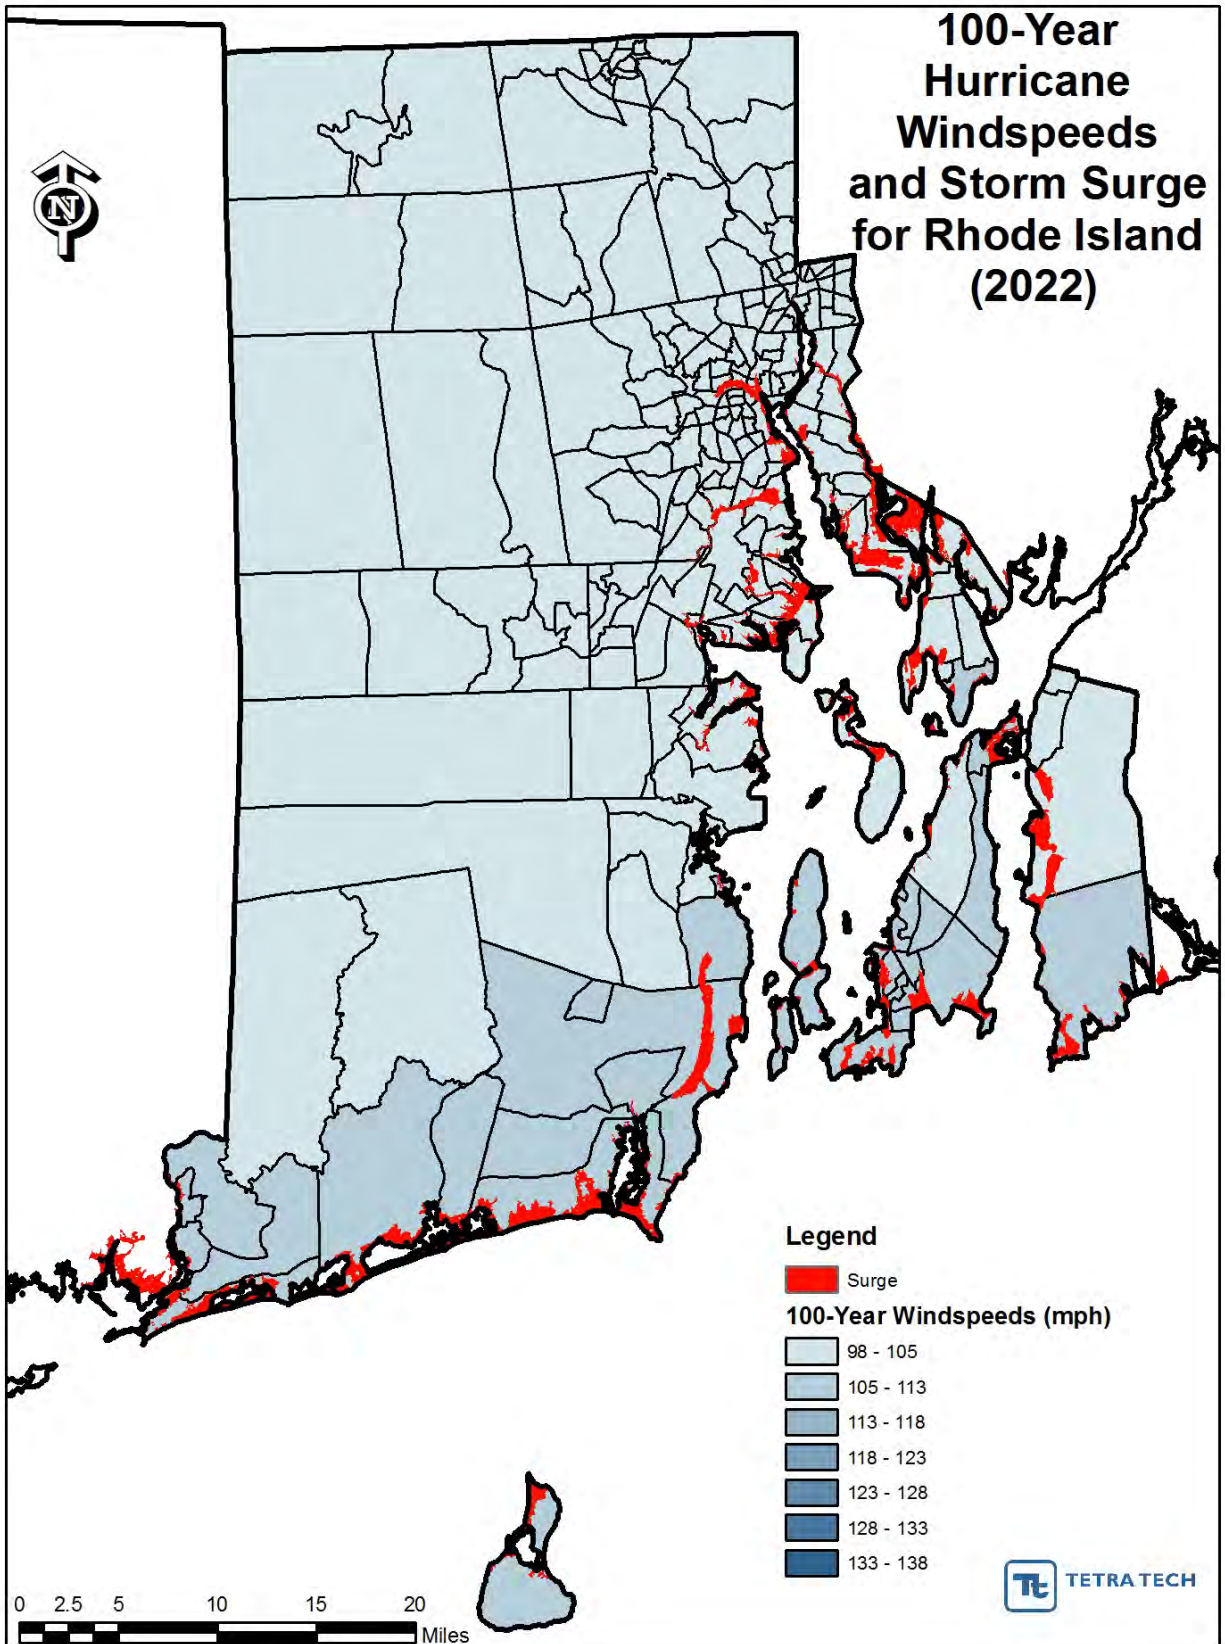 100-Year
Hurricane
Windspeeds
and Storm Surge
for Rhode Island
(2022)
N
Legend
Surge
100-Year Windspeeds (mph)
98 - 105
105 - 113
113 - 118
118 - 123
123 - 128
128 - 133
133 - 138
Tt TETRA TECH
0 2.5 5 10 15 20
Miles